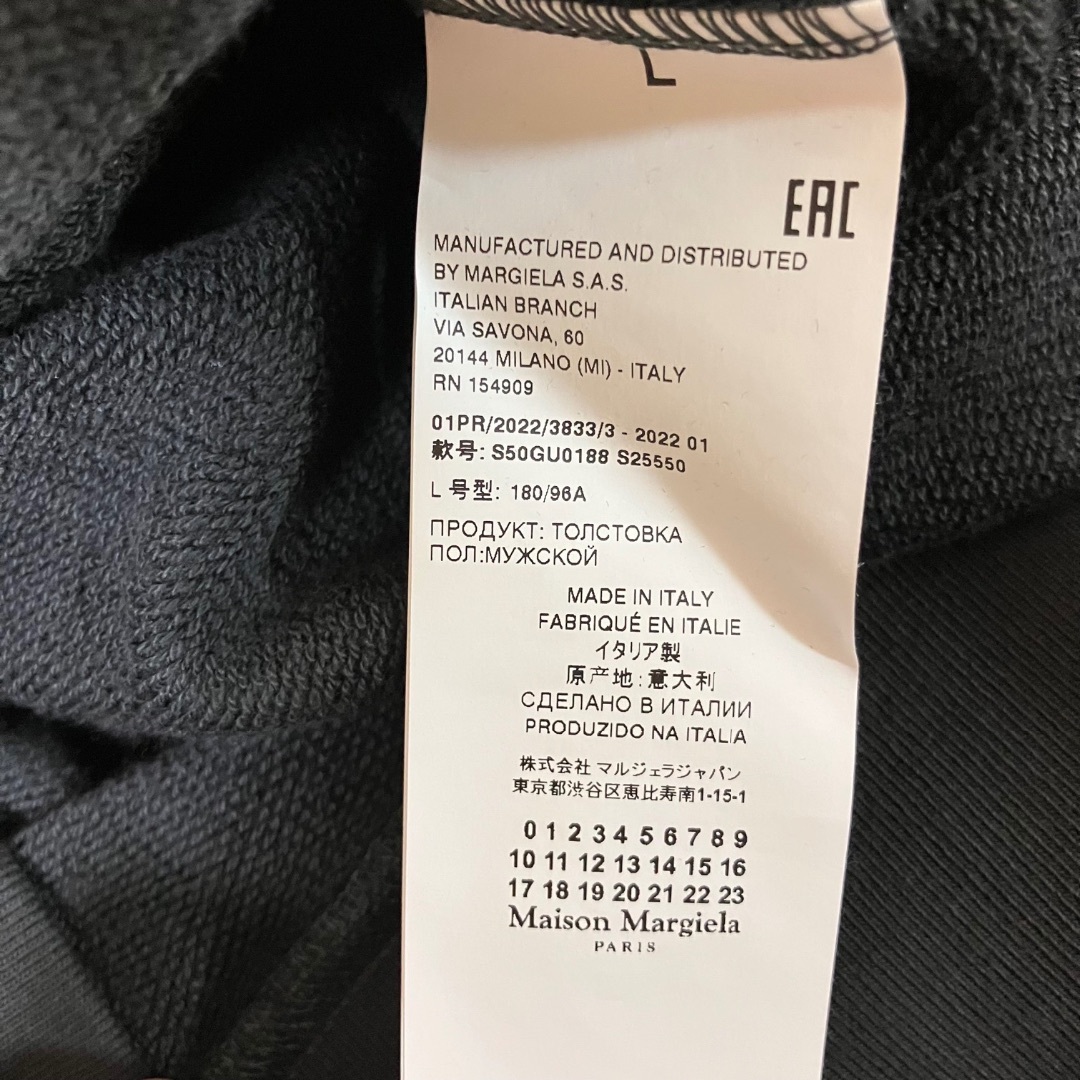 L
EAC
MANUFACTURED AND DISTRIBUTED
BY MARGIELA S.A.S.
ITALIAN BRANCH
VIA SAVONA, 60
20144 MILANO (MI) - ITALY
RN 154909
01PR/2022/3833/3 - 2022 01
款号: S50GU0188 S25550
L 号型: 180/96A
ПРОДУКТ: ТОЛСТОВКА
ПОЛ:МУЖСКОЙ
MADE IN ITALY
FABRIQUÉ EN ITALIE
イタリア製
原产地:意大利
СДЕЛАНО В ИТАЛИИ
PRODUZIDO NA ITALIA
株式会社 マルジェラジャパン
東京都渋谷区恵比寿南1-15-1
0 1 2 3 4 5 6 7 8 9
10 11 12 13 14 15 16
17 18 19 20 21 22 23
Maison Margiela
PARIS